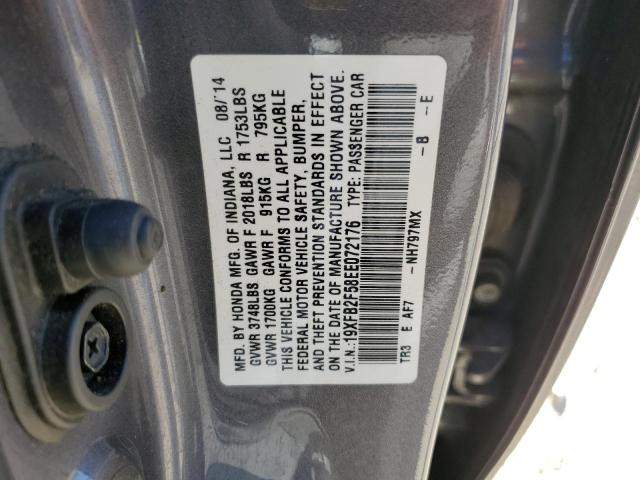 MFD. BY HONDA MFG. OF INDIANA, LLC 08/'14
GVWR 3748LBS GAWR F 2018LBS R 1753LBS
GVWR 1700KG GAWR F 915KG R 795KG
THIS VEHICLE CONFORMS TO ALL APPLICABLE
FEDERAL MOTOR VEHICLE SAFETY, BUMPER,
AND THEFT PREVENTION STANDARDS IN EFFECT
ON THE DATE OF MANUFACTURE SHOWN ABOVE.
V.I.N.:19XFB2F58EE072176 TYPE: PASSENGER CAR
-NH797MX -B -E
TR3 E AF7